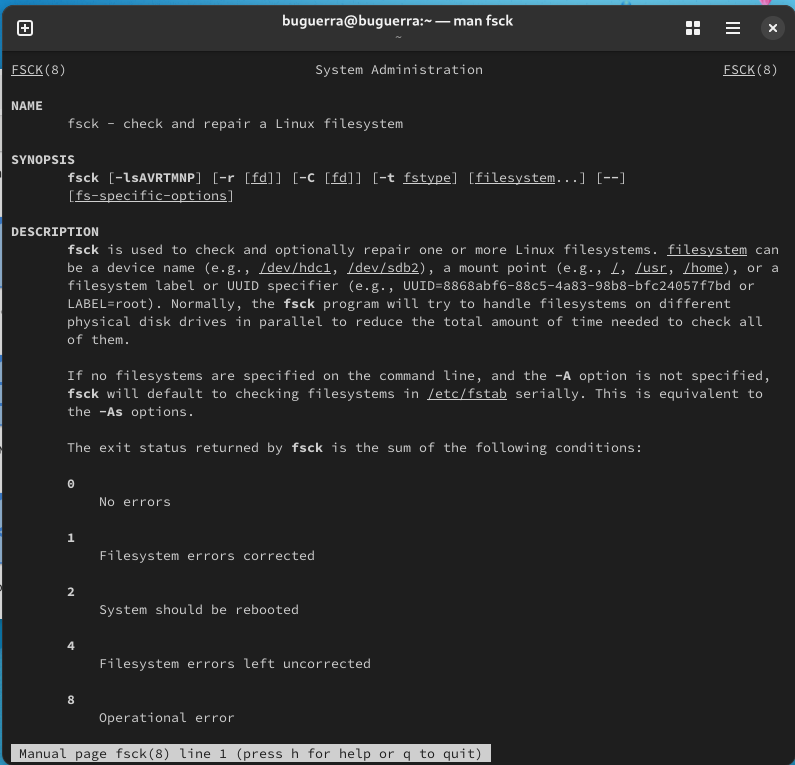 buguerra@buguerra:~ — man fsck
~
FSCK(8) System Administration FSCK(8)
NAME
fsck - check and repair a Linux filesystem
SYNOPSIS
fsck [-lsAVRTMNP] [-r [fd]] [-C [fd]] [-t fstype] [filesystem...] [--]
[fs-specific-options]
DESCRIPTION
fsck is used to check and optionally repair one or more Linux filesystems. filesystem can
be a device name (e.g., /dev/hdc1, /dev/sdb2), a mount point (e.g., /, /usr, /home), or a
filesystem label or UUID specifier (e.g., UUID=8868abf6-88c5-4a83-98b8-bfc24057f7bd or
LABEL=root). Normally, the fsck program will try to handle filesystems on different
physical disk drives in parallel to reduce the total amount of time needed to check all
of them.
If no filesystems are specified on the command line, and the -A option is not specified,
fsck will default to checking filesystems in /etc/fstab serially. This is equivalent to
the -As options.
The exit status returned by fsck is the sum of the following conditions:
0
No errors
1
Filesystem errors corrected
2
System should be rebooted
4
Filesystem errors left uncorrected
8
Operational error
Manual page fsck(8) line 1 (press h for help or q to quit)